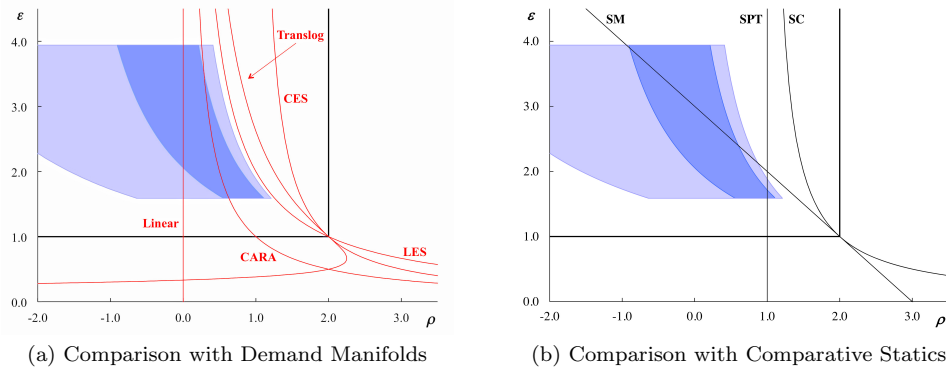 ε
4.0
3.0
2.0
1.0
0.0
-2.0 -1.0 0.0 1.0 2.0 3.0
ρ
Translog
CES
Linear
CARA
LES
(a) Comparison with Demand Manifolds
ε
4.0
3.0
2.0
1.0
0.0
-2.0 -1.0 0.0 1.0 2.0 3.0
ρ
SM SPT SC
(b) Comparison with Comparative Statics